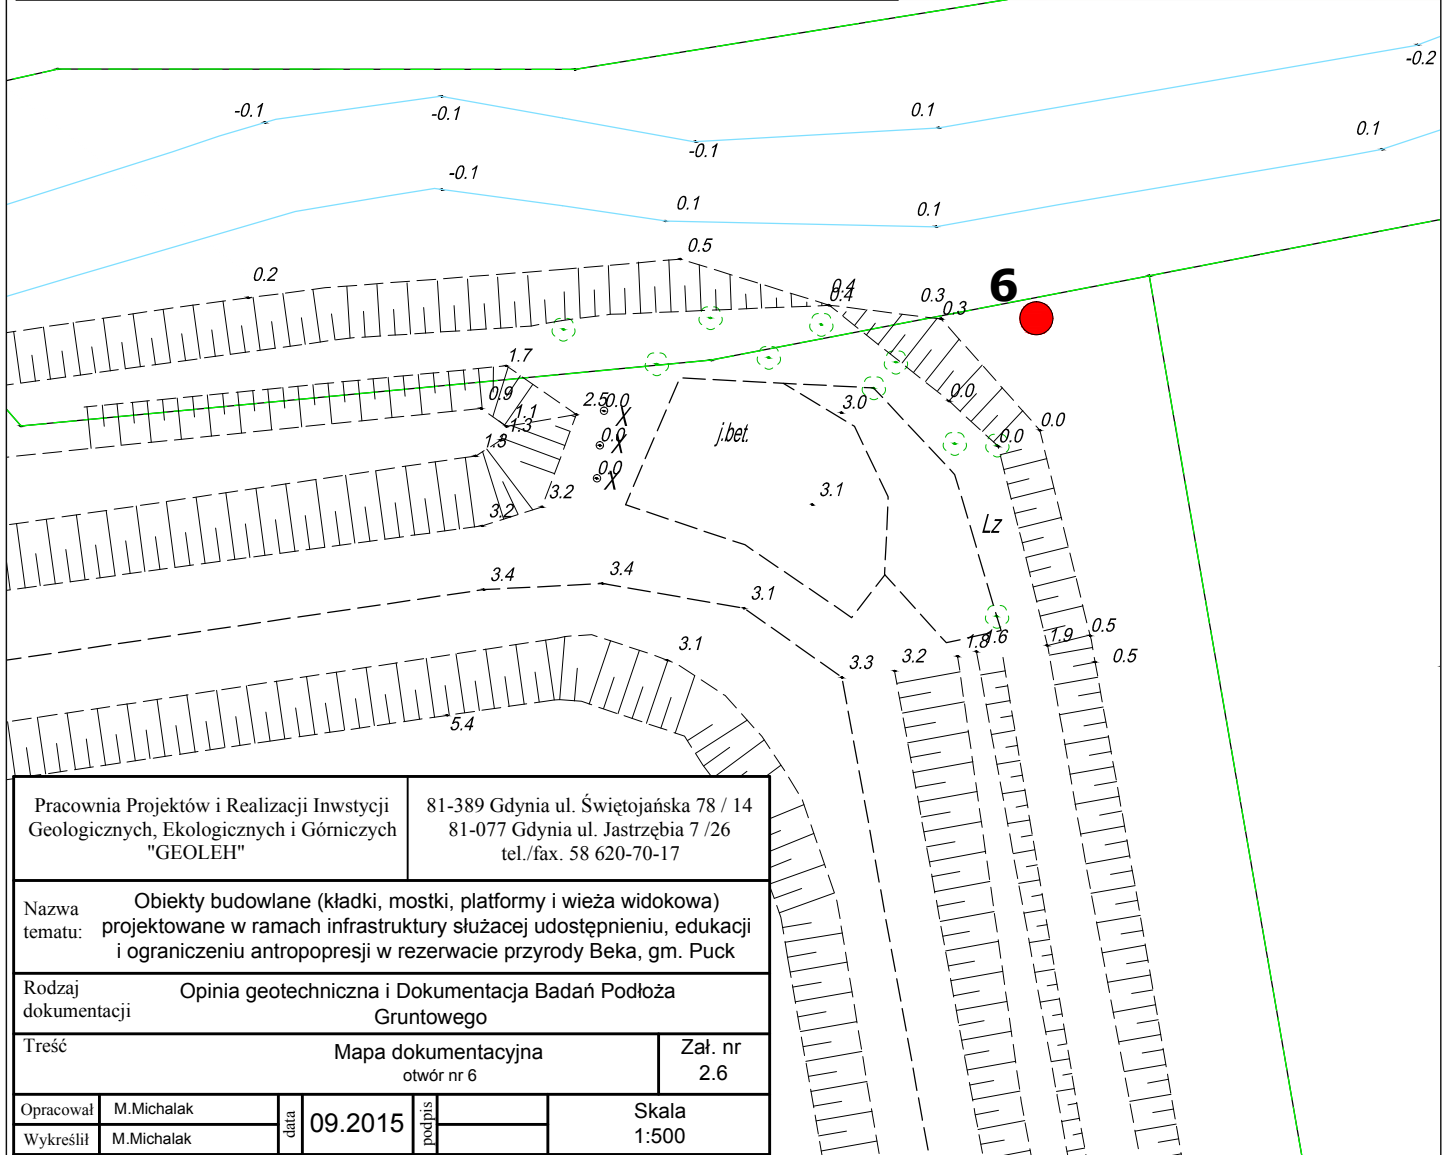 -0.2
-0.1
-0.1
0.1
0.1
-0.1
-0.1
0.1
0.1
0.5
0.2
0.4
0.4
0.3
0.3
6
1.7
0.9
1.1
1.3
1.3
2.5
0.0
0.0
0.0
X
X
X
j.bet.
3.0
0.0
0.0
0.0
3.2
3.2
3.1
Lz
3.4
3.4
3.1
3.1
3.3
3.2
1.8
1.6
1.9
0.5
0.5
5.4
Pracownia Projektów i Realizacji Inwstycji
Geologicznych, Ekologicznych i Górniczych
"GEOLEH"
81-389 Gdynia ul. Świętojańska 78 / 14
81-077 Gdynia ul. Jastrzębia 7 /26
tel./fax. 58 620-70-17
Nazwa
tematu:
Obiekty budowlane (kładki, mostki, platformy i wieża widokowa)
projektowane w ramach infrastruktury służacej udostępnieniu, edukacji
i ograniczeniu antropopresji w rezerwacie przyrody Beka, gm. Puck
Rodzaj
dokumentacji
Opinia geotechniczna i Dokumentacja Badań Podłoża
Gruntowego
Treść
Mapa dokumentacyjna
otwór nr 6
Zał. nr
2.6
Opracował
M.Michalak
Wykreślił
M.Michalak
data
09.2015
podpis
Skala
1:500